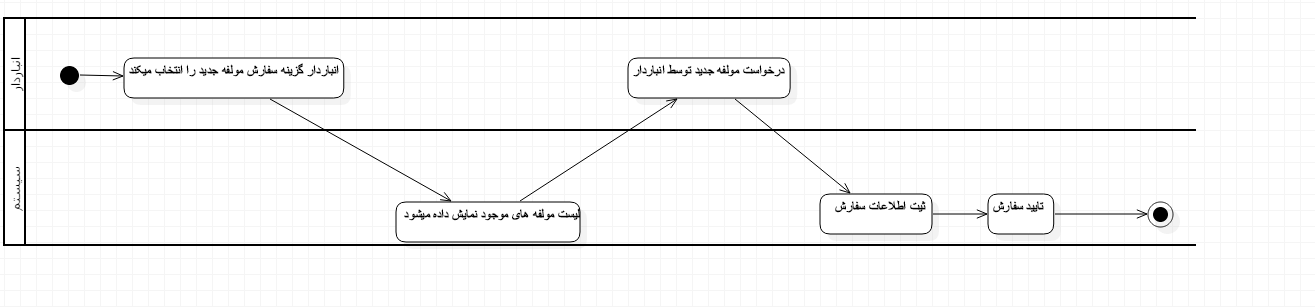 انباردار
انباردار گزینه سفارش مولفه جدید را انتخاب میکند
درخواست مولفه جدید توسط انباردار
سیستم
لیست مولفه های موجود نمایش داده میشود
ثبت اطلاعات سفارش
تایید سفارش